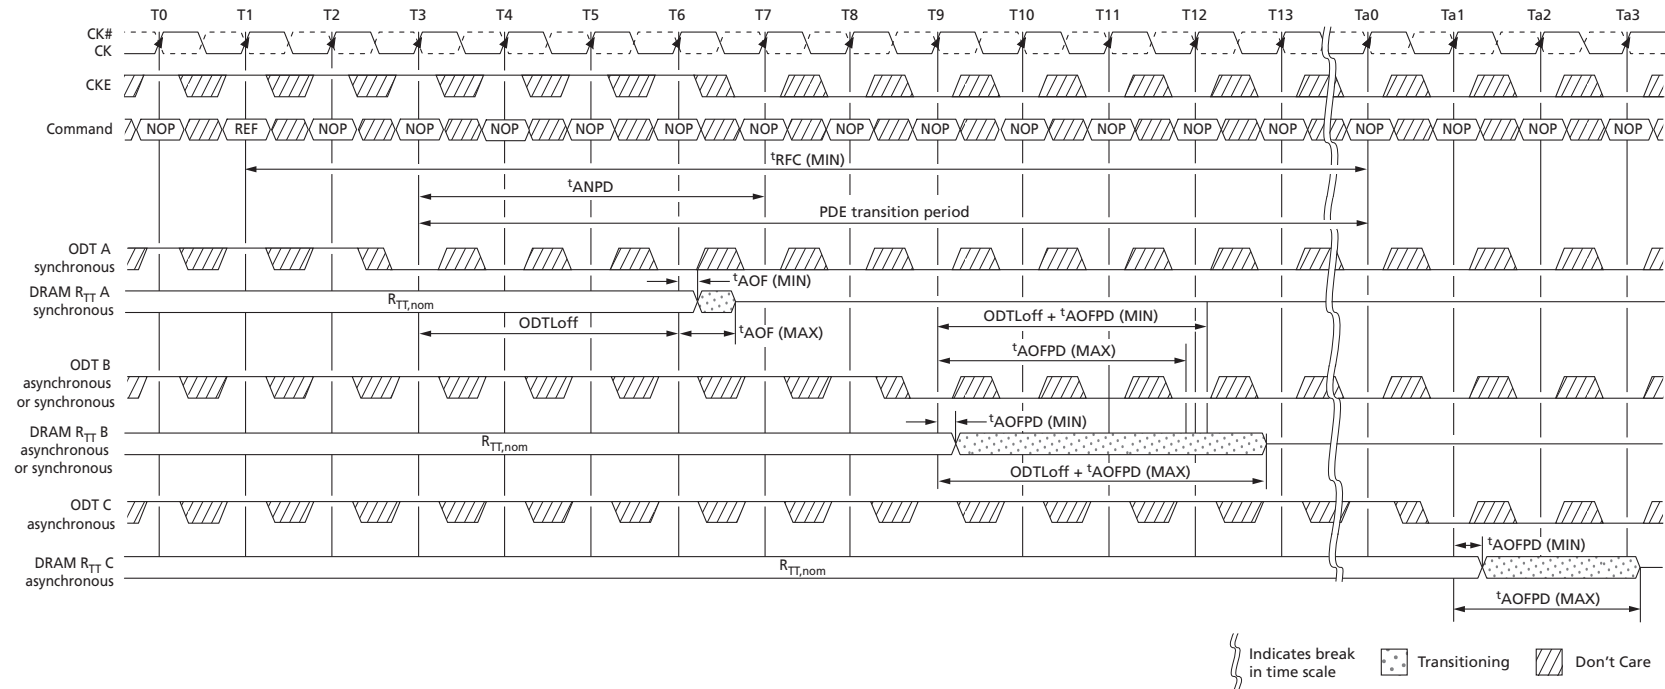 T0 T1 T2 T3 T4 T5 T6 T7 T8 T9 T10 T11 T12 T13 Ta0 Ta1 Ta2 Ta3
CK#
CK
CKE
Command NOP REF NOP NOP NOP NOP NOP NOP NOP NOP NOP NOP NOP NOP NOP NOP NOP NOP
tRFC (MIN)
tANPD
PDE transition period
ODT A
synchronous
tAOF (MIN)
DRAM RTT A
synchronous
RTT,nom
ODTLoff
tAOF (MAX)
ODTLoff + tAOFPD (MIN)
tAOFPD (MAX)
ODT B
asynchronous
or synchronous
tAOFPD (MIN)
DRAM RTT B
asynchronous
or synchronous
RTT,nom
ODTLoff + tAOFPD (MAX)
ODT C
asynchronous
tAOFPD (MIN)
DRAM RTT C
asynchronous
RTT,nom
tAOFPD (MAX)
Indicates break
in time scale
Transitioning
Don't Care